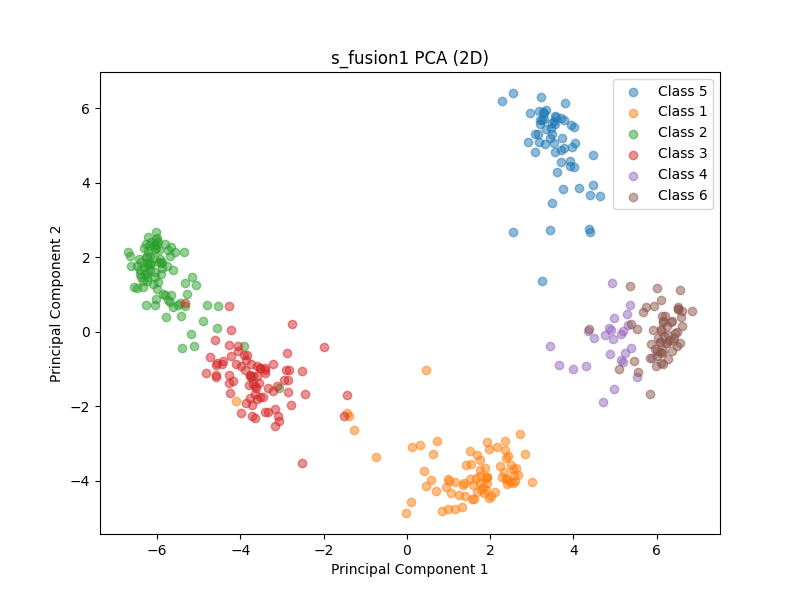 s_fusion1 PCA (2D)
Class 5
Class 1
Class 2
Class 3
Class 4
Class 6
Principal Component 2
6
4
2
0
−2
−4
−6
−4
−2
0
2
4
6
Principal Component 1